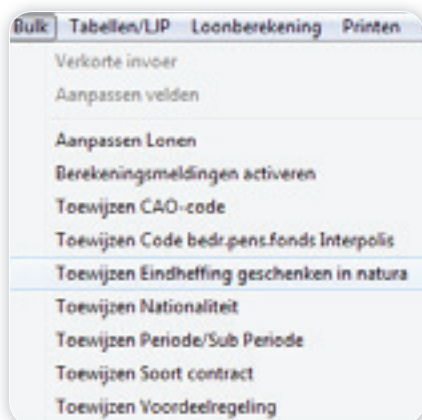 Bulk Tabellen/LJP Loonberekening Printen
Verkorte invoer
Aanpassen velden
Aanpassen Lonen
Berekeningsmeldingen activeren
Toewijzen CAO-code
Toewijzen Code bedr.pens.fonds Interpolis
Toewijzen Eindheffing geschenken in natura
Toewijzen Nationaliteit
Toewijzen Periode/Sub Periode
Toewijzen Soort contract
Toewijzen Voordeelregeling